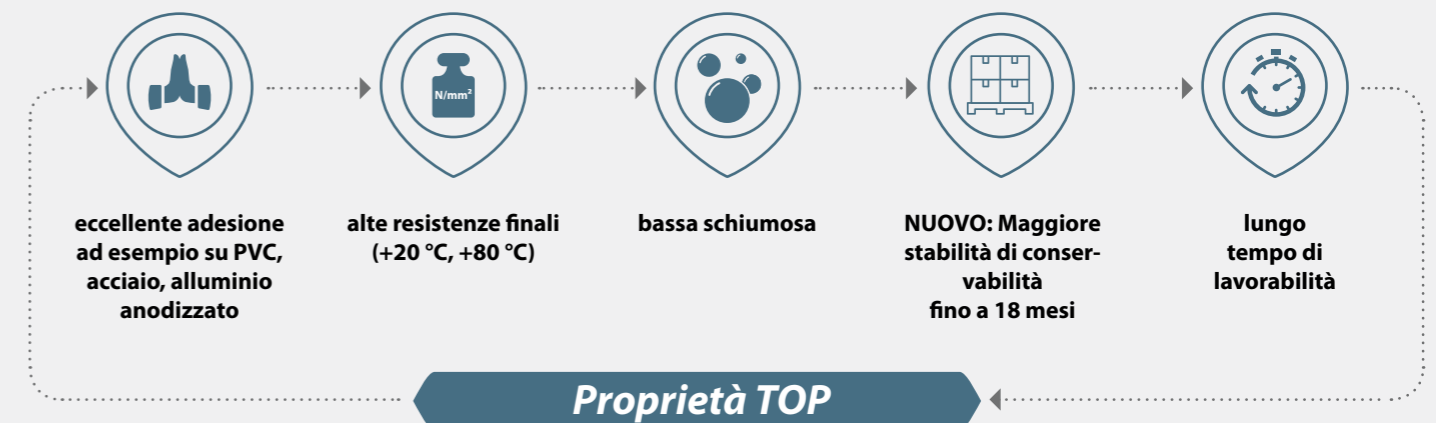 N/mm²
eccellente adesione
ad esempio su PVC,
acciaio, alluminio
anodizzato
alte resistenze finali
(+20 °C, +80 °C)
bassa schiumosa
NUOVO: Maggiore
stabilità di conser-
vabilità
fino a 18 mesi
lungo
tempo di
lavorabilità
Proprietà TOP